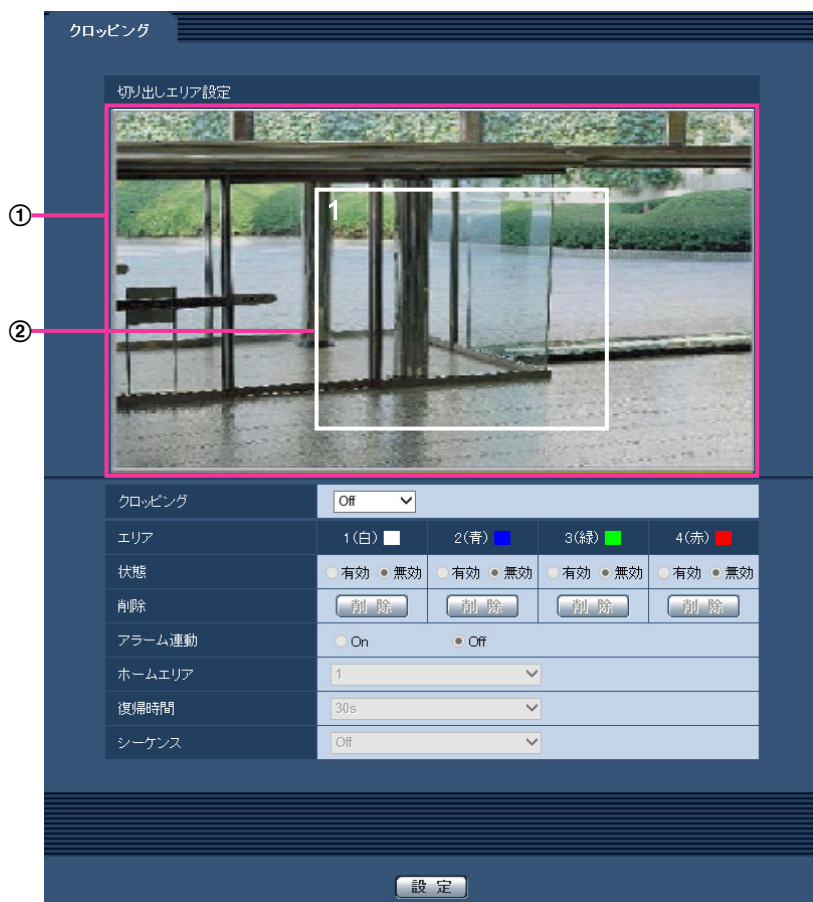 クロッピング
切り出しエリア設定
①
1
②
クロッピング Off
エリア 1(白) 2(青) 3(緑) 4(赤)
状態 有効 無効 有効 無効 有効 無効 有効 無効
削除 削 除 削 除 削 除 削 除
アラーム連動 On Off
ホームエリア 1
復帰時間 30s
シーケンス Off
設 定